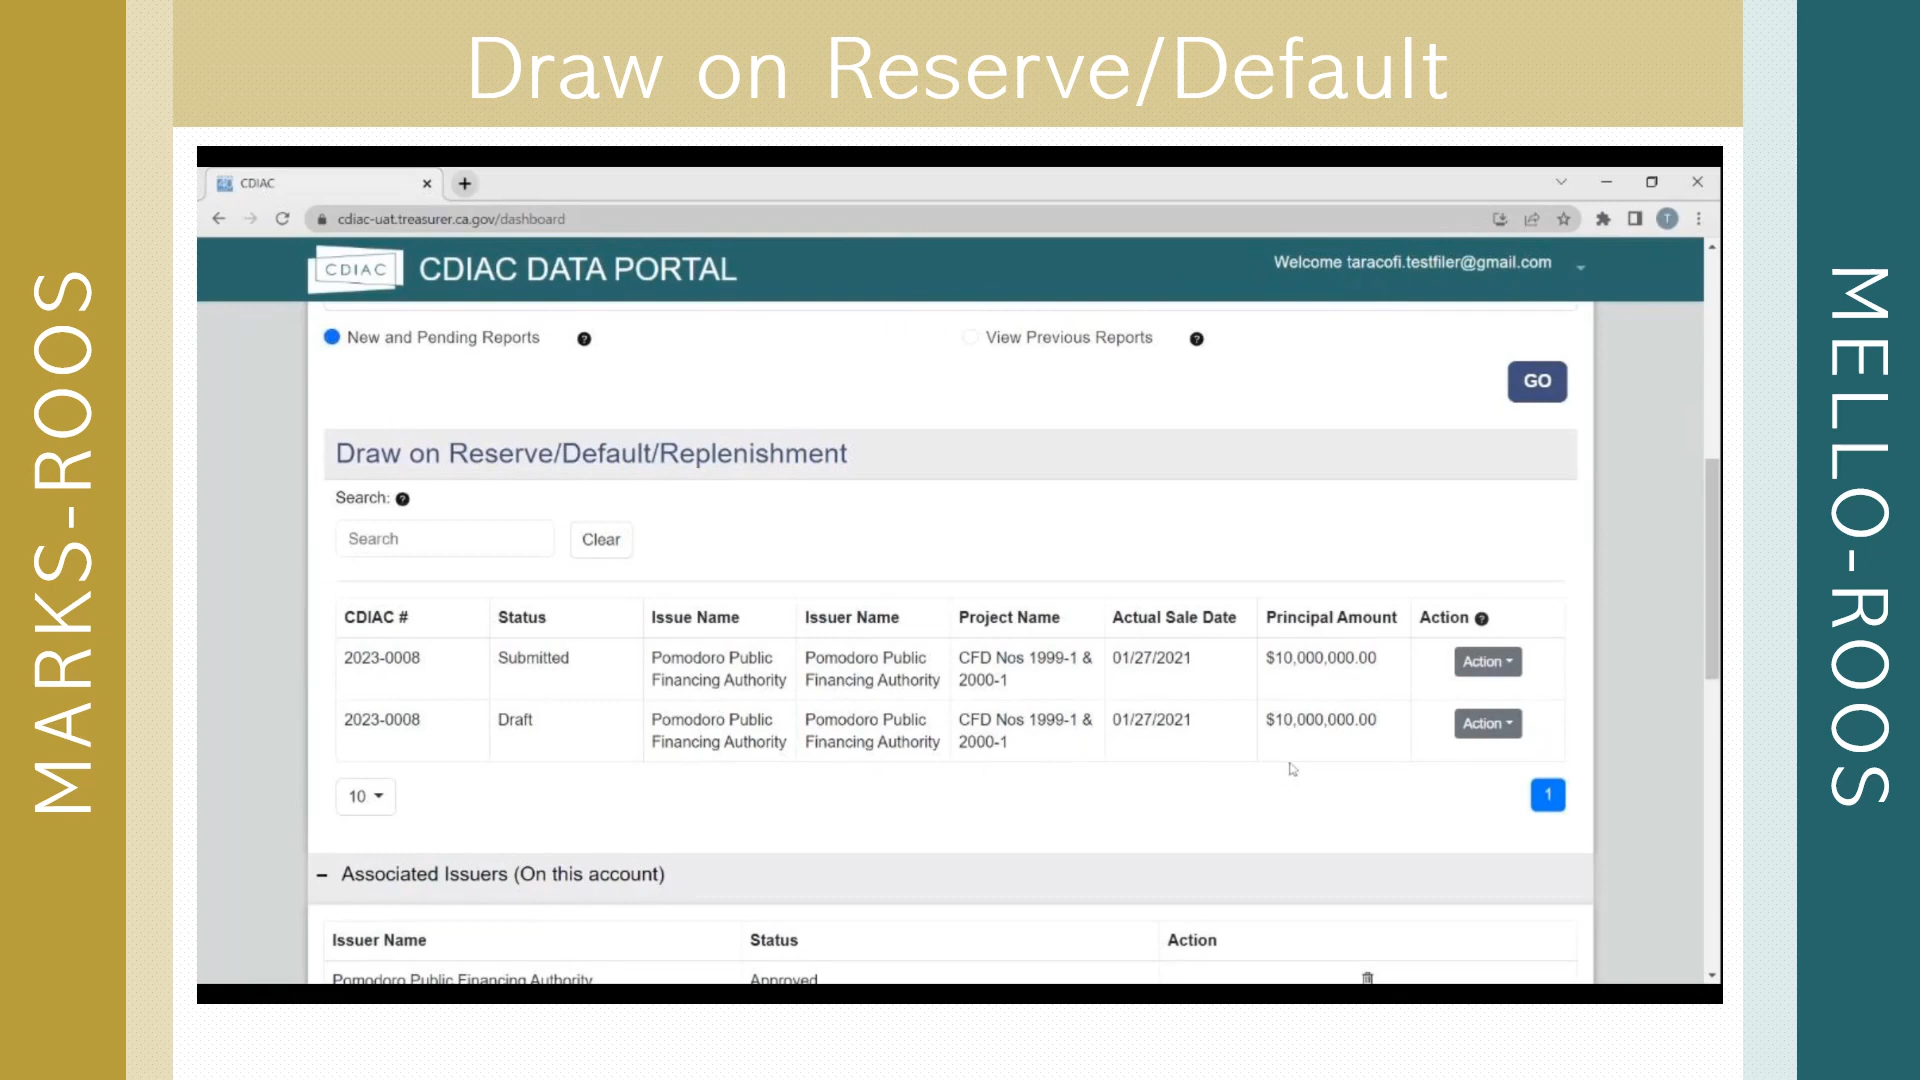 Draw on Reserve/Default
MARKS-ROOS
CDIAC
cdiac-uat.treasurer.ca.gov/dashboard
T
CDIAC
CDIAC DATA PORTAL
Welcome taracofi.testfiler@gmail.com
New and Pending Reports
View Previous Reports
GO
Draw on Reserve/Default/Replenishment
Search:
Search
Clear
CDIAC # Status Issue Name Issuer Name Project Name Actual Sale Date Principal Amount Action
2023-0008 Submitted Pomodoro Public Pomodoro Public CFD Nos 1999-1 & 01/27/2021 $10,000,000.00 Action
Financing Authority Financing Authority 2000-1
2023-0008 Draft Pomodoro Public Pomodoro Public CFD Nos 1999-1 & 01/27/2021 $10,000,000.00 Action
Financing Authority Financing Authority 2000-1
10
1
Associated Issuers (On this account)
Issuer Name Status Action
Pomodoro Public Financing Authority Approved
MELLO-ROOS